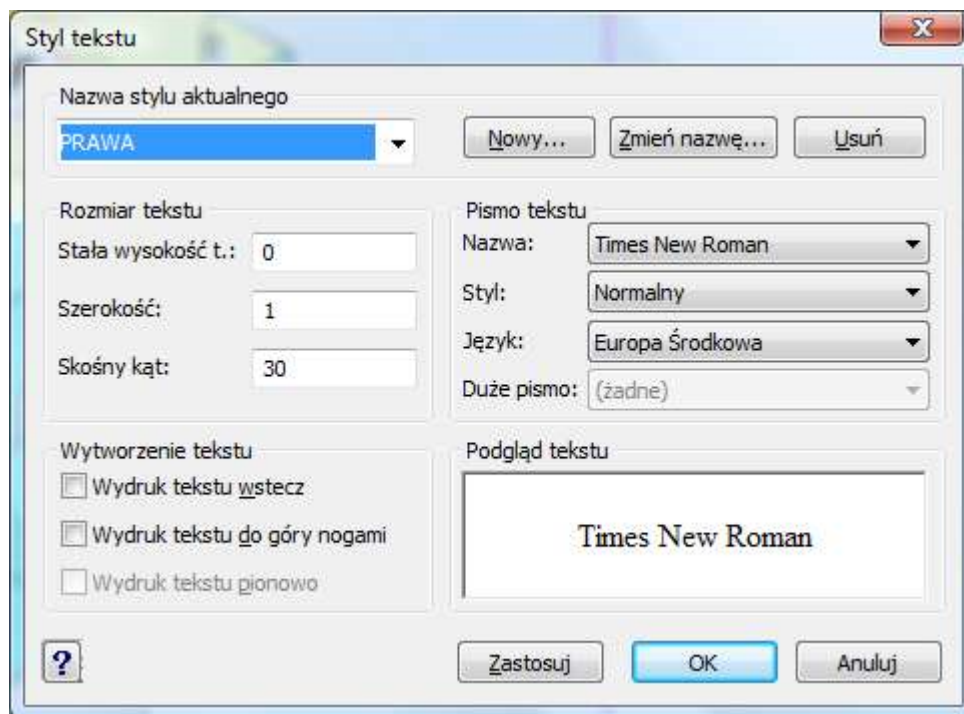 Styl tekstu
Nazwa stylu aktualnego
PRAWA
Nowy...
Zmień nazwę...
Usuń
Rozmiar tekstu
Stała wysokość t.: 0
Szerokość: 1
Skośny kąt: 30
Pismo tekstu
Nazwa: Times New Roman
Styl: Normalny
Język: Europa Środkowa
Duże pismo: (żadne)
Wytworzenie tekstu
Wydruk tekstu wstecz
Wydruk tekstu do góry nogami
Wydruk tekstu pionowo
Podgląd tekstu
Times New Roman
?
Zastosuj
OK
Anuluj